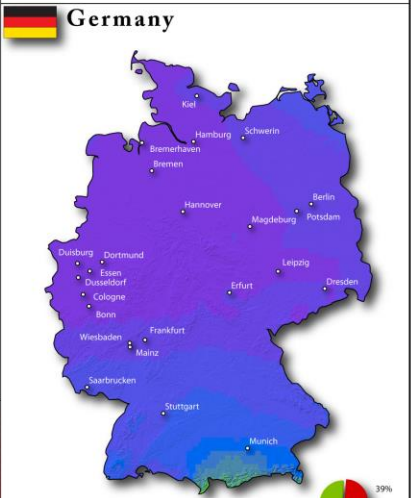 Germany
Kiel
Hamburg
Schwerin
Bremerhaven
Bremen
Hannover
Berlin
Potsdam
Magdeburg
Duisburg
Dortmund
Essen
Dusseldorf
Cologne
Bonn
Leipzig
Erfurt
Dresden
Frankfurt
Wiesbaden
Mainz
Saarbrucken
Stuttgart
Munich
39%